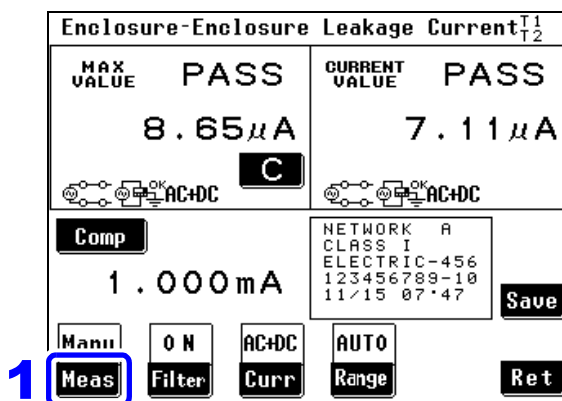 Enclosure-Enclosure Leakage Current T1 T2
MAX VALUE PASS
8.65μA
C
OK AC+DC
CURRENT VALUE PASS
7.11μA
OK AC+DC
Comp
1.000mA
NETWORK A
CLASS I
ELECTRIC-456
123456789-10
11/15 07'47
Save
Manu ON AC+DC AUTO
1 Meas Filter Curr Range Ret